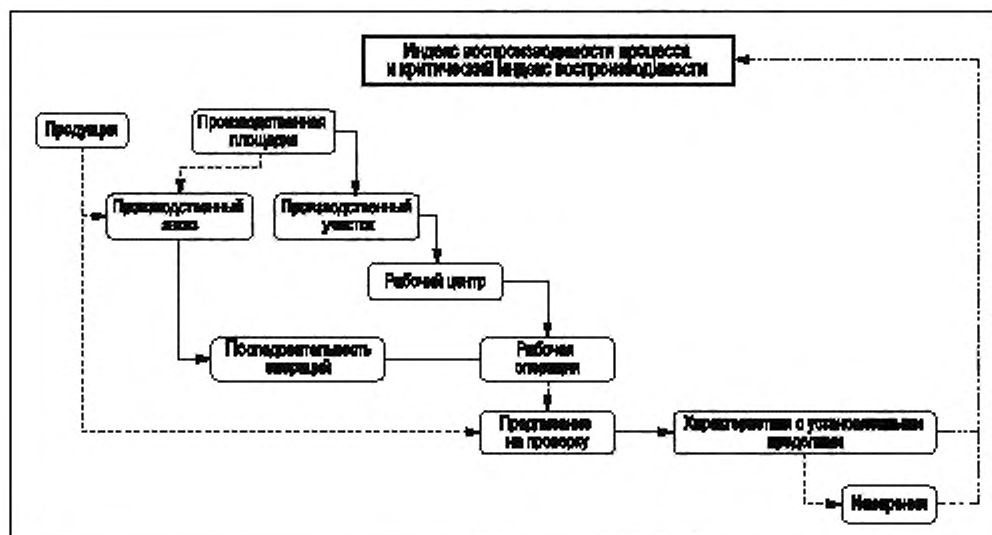 Индекс воспроизводимости процесса
и критический индекс воспроизводимости
Продукция
Производственная
площадка
Производственный
заказ
Производственный
участок
Рабочий центр
Последовательность
операций
Рабочая
операция
Предъявление
на проверку
Характеристики с установленными
пределами
Измерения